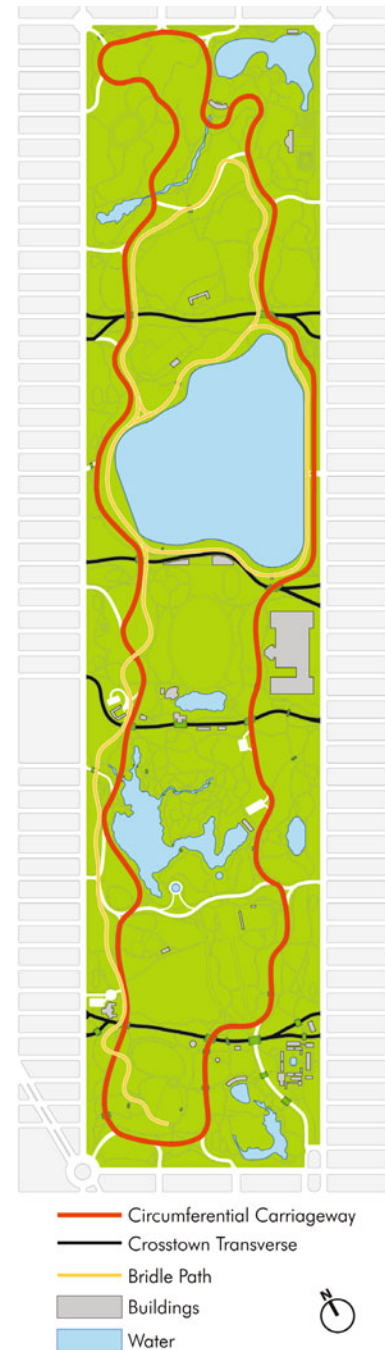 Circumferential Carriageway
Crosstown Transverse
Bridle Path
Buildings
Water
N